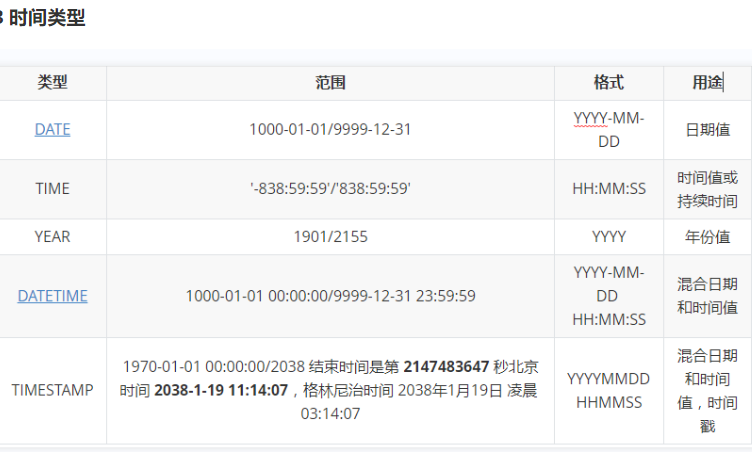 3 时间类型
类型 范围 格式 用途
DATE 1000-01-01/9999-12-31 YYYY-MM-
DD 日期值
TIME '-838:59:59'/'838:59:59' HH:MM:SS 时间值或
持续时间
YEAR 1901/2155 YYYY 年份值
DATETIME 1000-01-01 00:00:00/9999-12-31 23:59:59 YYYY-MM-
DD
HH:MM:SS 混合日期
和时间值
TIMESTAMP 1970-01-01 00:00:00/2038 结束时间是第 2147483647 秒北京
时间 2038-1-19 11:14:07，格林尼治时间 2038年1月19日 凌晨
03:14:07 YYYYMMDD
HHMMSS 混合日期
和时间
值，时间
戳